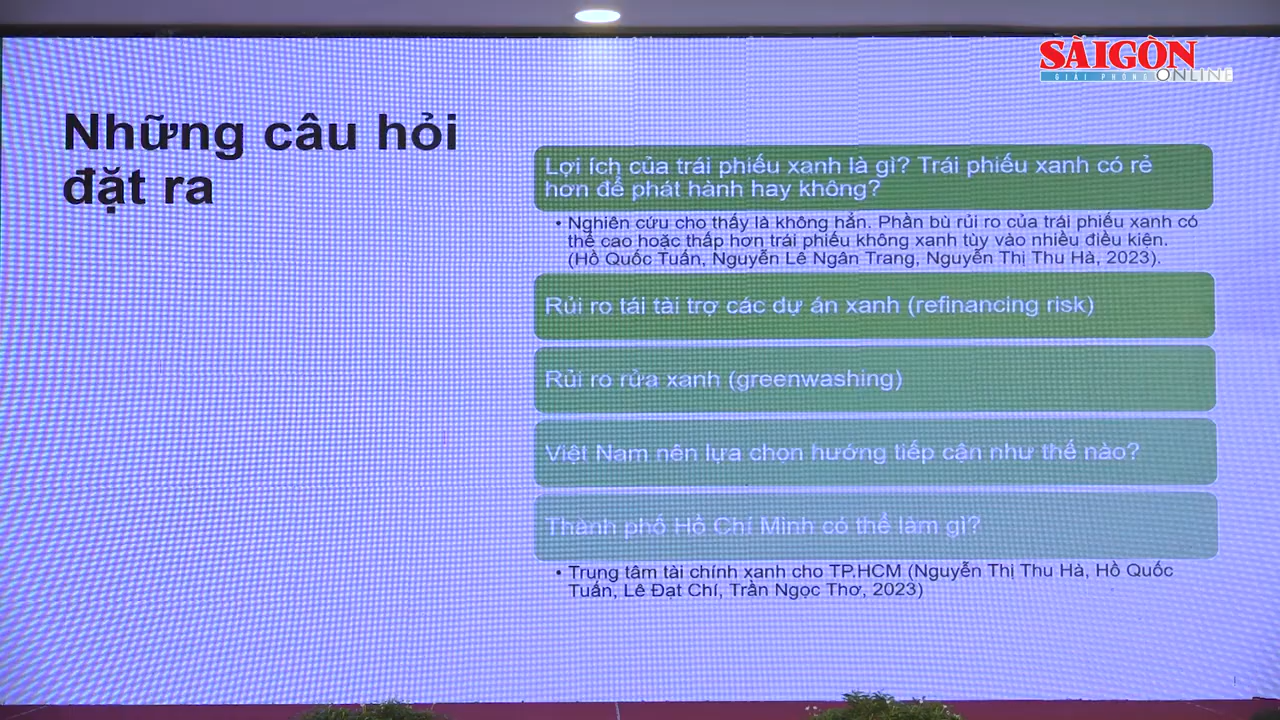 SÀIGÒN
GIẢI PHÓNG ONLINE
Những câu hỏi
đặt ra
Lợi ích của trái phiếu xanh là gì? Trái phiếu xanh có rẻ
hơn để phát hành hay không?
• Nghiên cứu cho thấy là không hẳn. Phần bù rủi ro của trái phiếu xanh có
thể cao hoặc thấp hơn trái phiếu không xanh tùy vào nhiều điều kiện.
(Hồ Quốc Tuấn, Nguyễn Lê Ngân Trang, Nguyễn Thị Thu Hà, 2023).
Rủi ro tái tài trợ các dự án xanh (refinancing risk)
Rủi ro rửa xanh (greenwashing)
Việt Nam nên lựa chọn hướng tiếp cận như thế nào?
Thành phố Hồ Chí Minh có thể làm gì?
• Trung tâm tài chính xanh cho TP.HCM (Nguyễn Thị Thu Hà, Hồ Quốc
Tuấn, Lê Đạt Chí, Trần Ngọc Thơ, 2023)